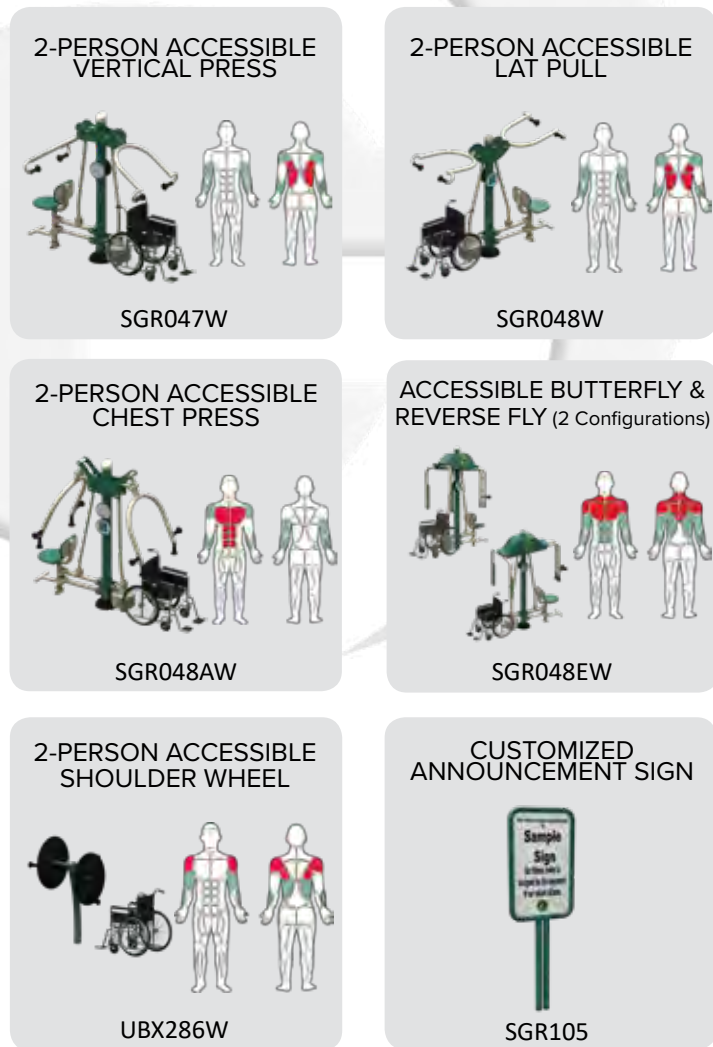 2-PERSON ACCESSIBLE
VERTICAL PRESS
SGR047W
2-PERSON ACCESSIBLE
LAT PULL
SGR048W
2-PERSON ACCESSIBLE
CHEST PRESS
SGR048AW
ACCESSIBLE BUTTERFLY &
REVERSE FLY (2 Configurations)
SGR048EW
2-PERSON ACCESSIBLE
SHOULDER WHEEL
UBX286W
CUSTOMIZED
ANNOUNCEMENT SIGN
Sample
Sign
SGR105